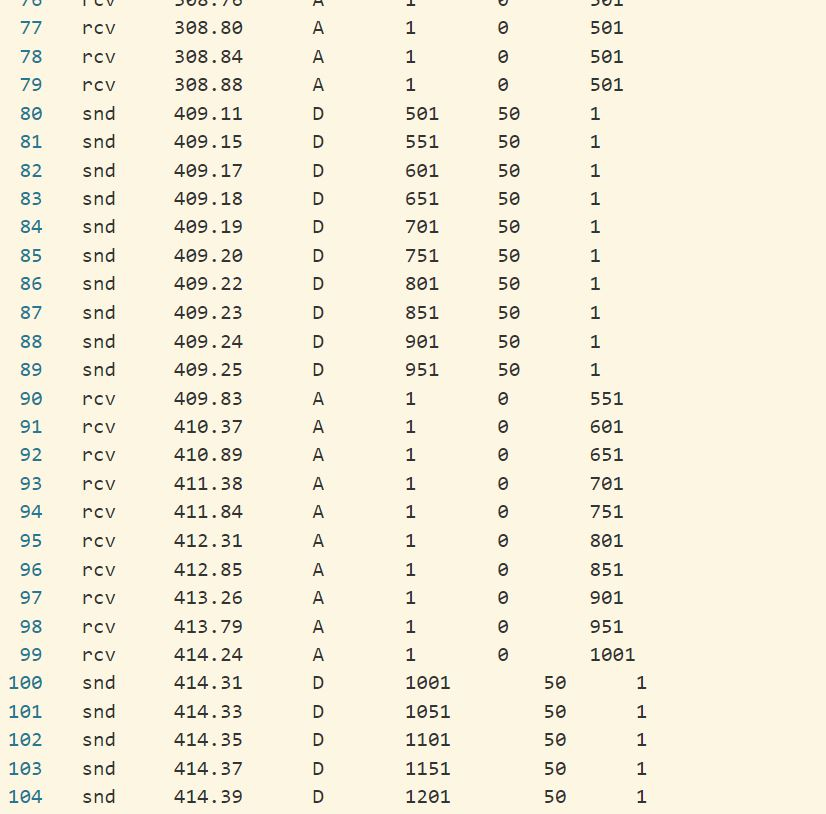 76 rcv 308.76 A 1 0 501
77 rcv 308.80 A 1 0 501
78 rcv 308.84 A 1 0 501
79 rcv 308.88 A 1 0 501
80 snd 409.11 D 501 50 1
81 snd 409.15 D 551 50 1
82 snd 409.17 D 601 50 1
83 snd 409.18 D 651 50 1
84 snd 409.19 D 701 50 1
85 snd 409.20 D 751 50 1
86 snd 409.22 D 801 50 1
87 snd 409.23 D 851 50 1
88 snd 409.24 D 901 50 1
89 snd 409.25 D 951 50 1
90 rcv 409.83 A 1 0 551
91 rcv 410.37 A 1 0 601
92 rcv 410.89 A 1 0 651
93 rcv 411.38 A 1 0 701
94 rcv 411.84 A 1 0 751
95 rcv 412.31 A 1 0 801
96 rcv 412.85 A 1 0 851
97 rcv 413.26 A 1 0 901
98 rcv 413.79 A 1 0 951
99 rcv 414.24 A 1 0 1001
100 snd 414.31 D 1001 50 1
101 snd 414.33 D 1051 50 1
102 snd 414.35 D 1101 50 1
103 snd 414.37 D 1151 50 1
104 snd 414.39 D 1201 50 1